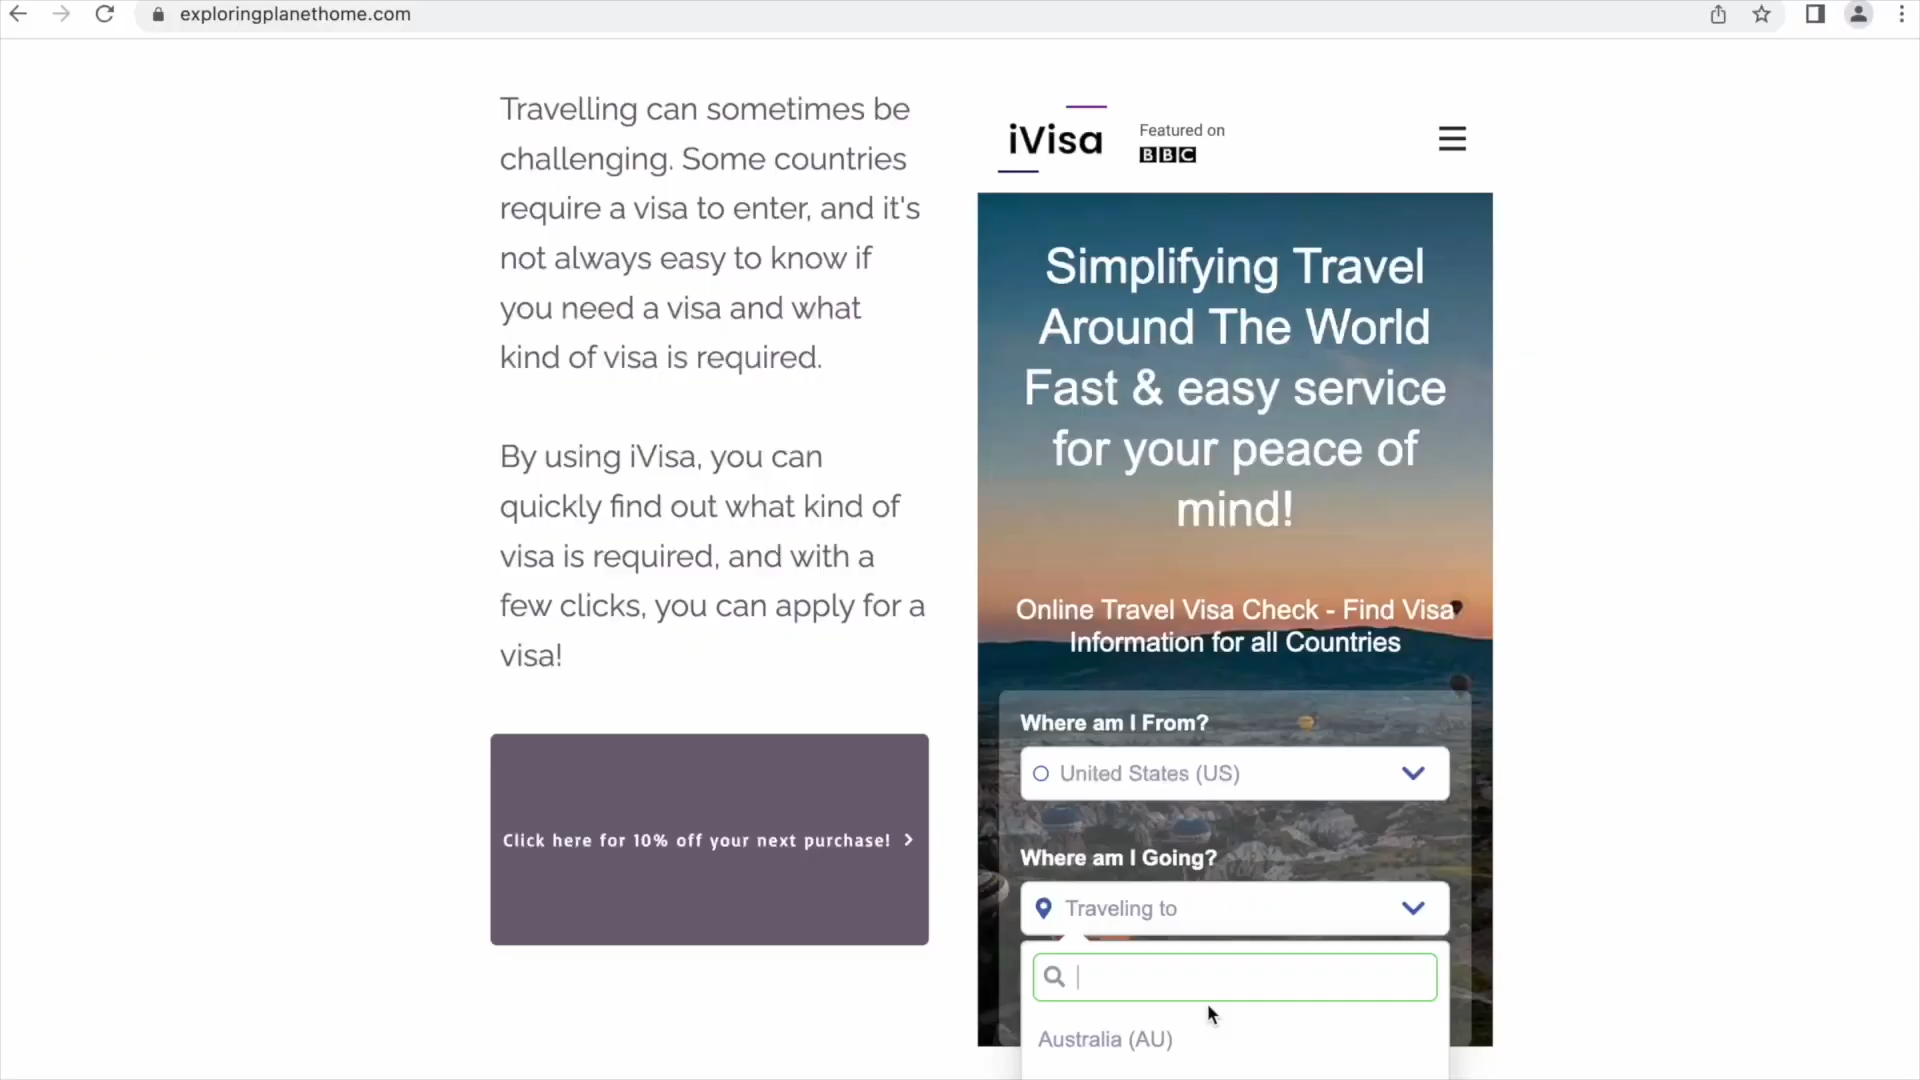 exploringplanethome.com
Travelling can sometimes be
challenging. Some countries
require a visa to enter, and it's
not always easy to know if
you need a visa and what
kind of visa is required.
By using iVisa, you can
quickly find out what kind of
visa is required, and with a
few clicks, you can apply for a
visa!
Click here for 10% off your next purchase!
iVisa
Featured on
BBC
Simplifying Travel
Around The World
Fast & easy service
for your peace of
mind!
Online Travel Visa Check - Find Visa
Information for all Countries
Where am I From?
United States (US)
Where am I Going?
Traveling to
Australia (AU)